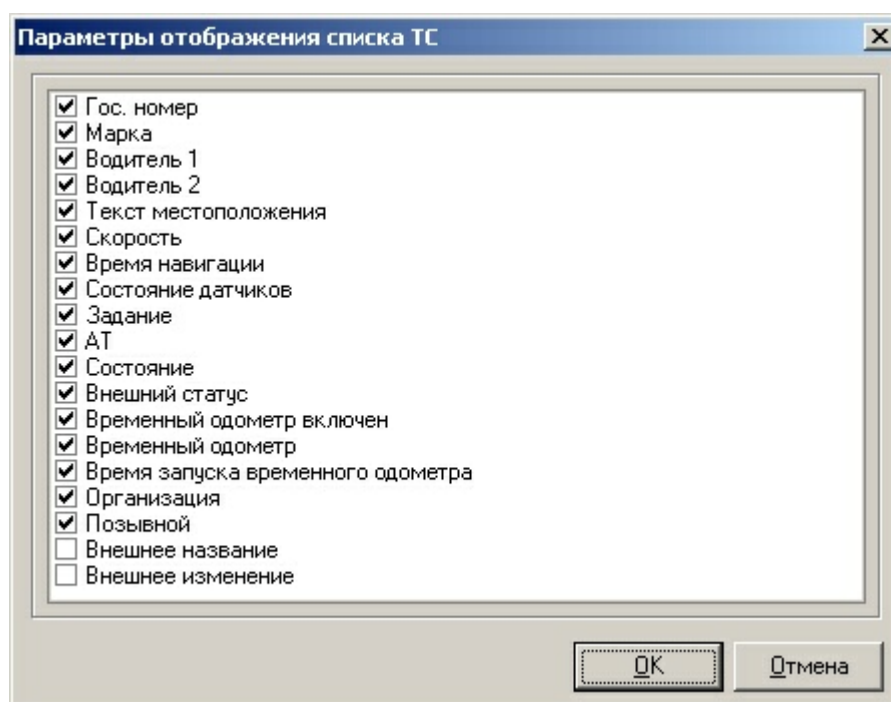 Параметры отображения списка ТС
Гос. номер
Марка
Водитель 1
Водитель 2
Текст местоположения
Скорость
Время навигации
Состояние датчиков
Задание
АТ
Состояние
Внешний статус
Временный одометр включен
Временный одометр
Время запуска временного одометра
Организация
Позывной
Внешнее название
Внешнее изменение
OK Отмена